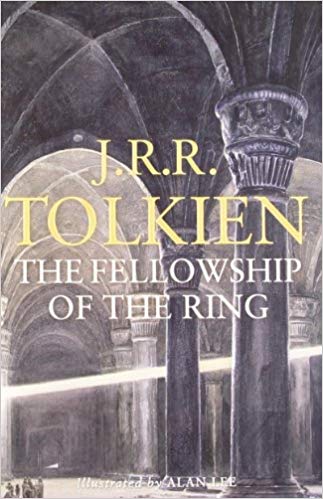 J.R.R.
TOLKIEN
THE FELLOWSHIP
OF THE RING
Illustrated by ALAN LEE